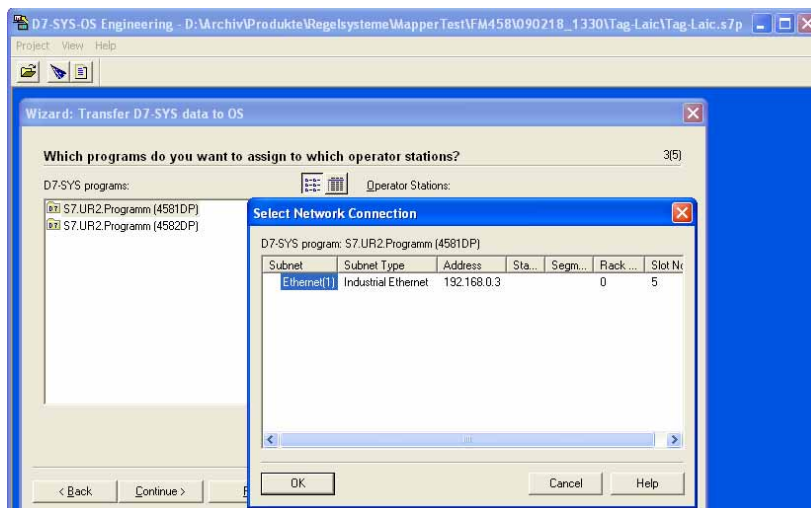 D7-SYS-OS Engineering - D:\Archiv\Produkte\Regelsysteme\MapperTest\FM458\090218_1330\Tag-Laic\Tag-Laic.s7p
Project View Help
Wizard: Transfer D7-SYS data to OS
Which programs do you want to assign to which operator stations? 3(5)
D7-SYS programs: Operator Stations:
S7.UR2.Programm (4581DP)
S7.UR2.Programm (4582DP)
Select Network Connection
D7-SYS program: S7.UR2.Programm (4581DP)
Subnet Subnet Type Address Sta... Segm... Rack ... Slot No
Ethernet(1) Industrial Ethernet 192.168.0.3 0 5
OK Cancel Help
< Back Continue >